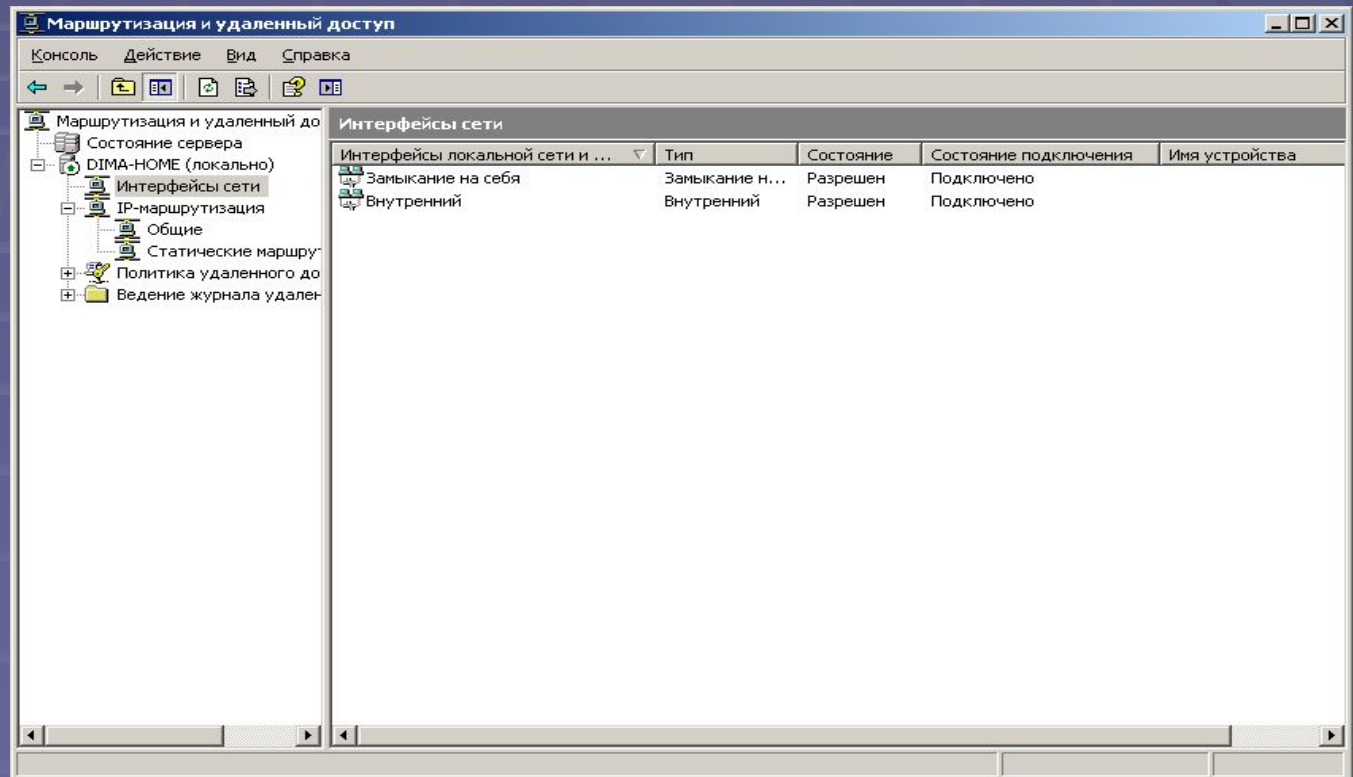 Маршрутизация и удаленный доступ
Консоль Действие Вид Справка
Маршрутизация и удаленный до
Состояние сервера
DIMA-HOME (локально)
Интерфейсы сети
IP-маршрутизация
Общие
Статические маршру
Политика удаленного до
Ведение журнала удален
Интерфейсы сети
Интерфейсы локальной сети и ... Тип Состояние Состояние подключения Имя устройства
Замыкание на себя Замыкание н... Разрешен Подключено
Внутренний Внутренний Разрешен Подключено